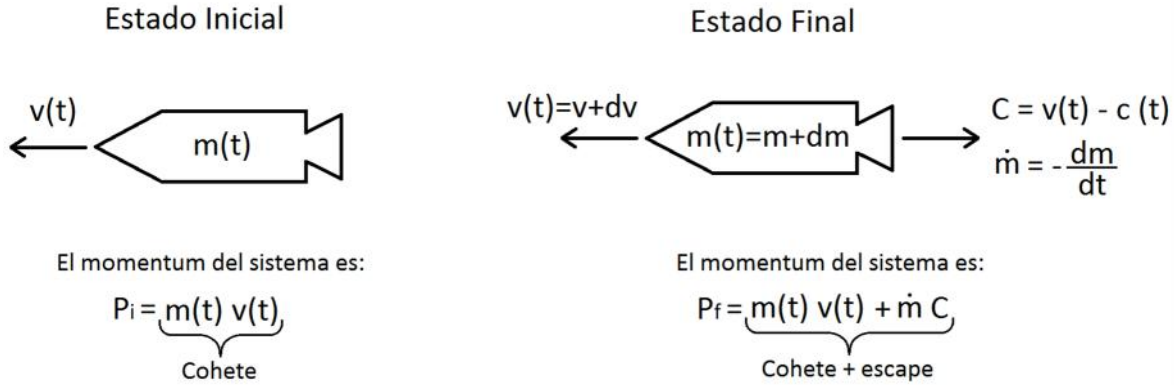 Estado Inicial
v(t)
m(t)
El momentum del sistema es:
Pi = m(t) v(t)
Cohete
Estado Final
v(t)=v+dv
m(t)=m+dm
C = v(t) - c (t)
ṁ = - dm
dt
El momentum del sistema es:
Pf = m(t) v(t) + ṁ C
Cohete + escape